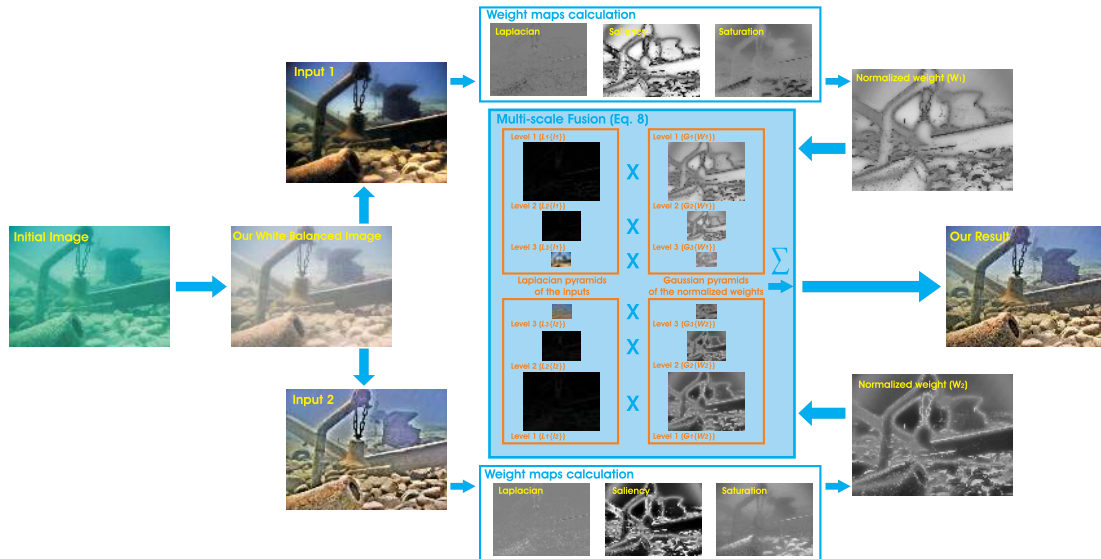 Weight maps calculation
Laplacian
Saliency
Saturation
Input 1
Normalized weight (W1)
Multi-scale Fusion (Eq. 8)
Level 1 (L1{I1})
Level 1 (G1{W1})
X
Level 2 (L2{I1})
Level 2 (G2{W1})
X
Level 3 (L3{I1})
Level 3 (G3{W1})
X
Initial Image
Our White Balanced Image
Our Result
Laplacian pyramids
of the inputs
Gaussian pyramids
of the normalized weights
∑
X
Level 3 (L3{I2})
Level 3 (G3{W2})
X
Level 2 (L2{I2})
Level 2 (G2{W2})
X
Level 1 (L1{I2})
Level 1 (G1{W2})
Input 2
Normalized weight (W2)
Weight maps calculation
Laplacian
Saliency
Saturation